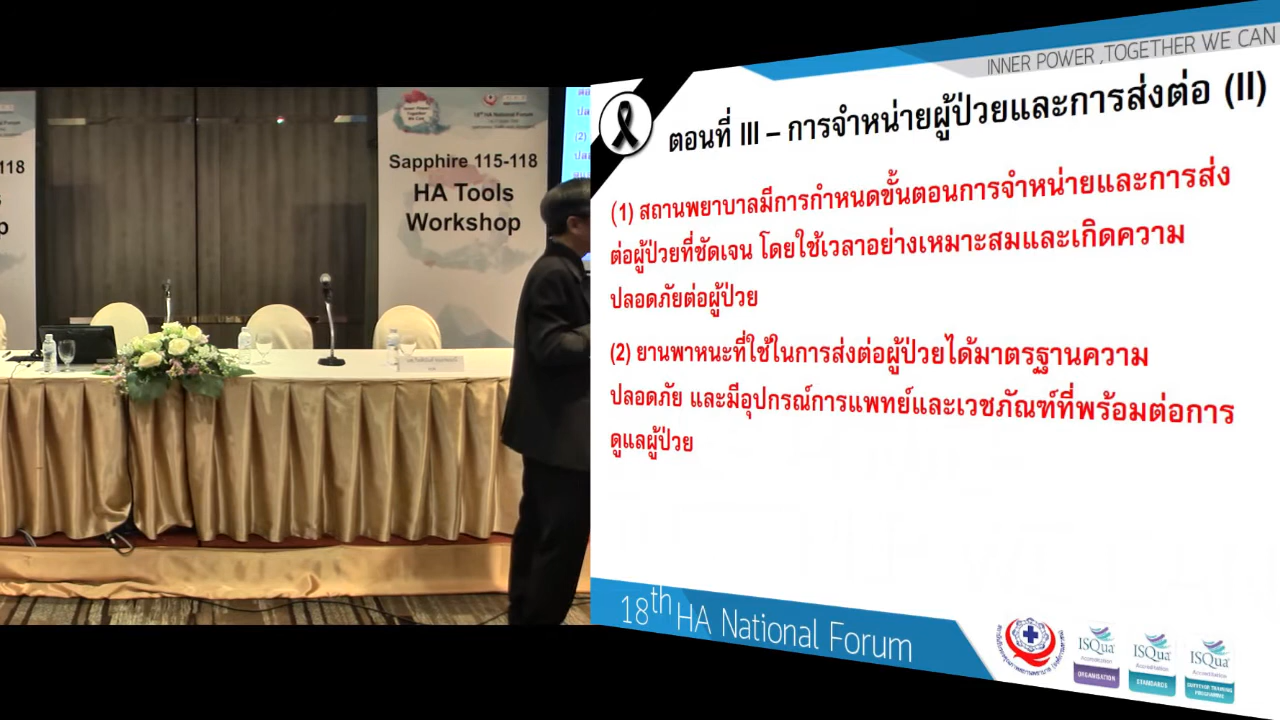 118
18th HA National Forum
Sapphire 115-118
HA Tools
Workshop
INNER POWER ,TOGETHER WE CAN
ตอนที่ III – การจำหน่ายผู้ป่วยและการส่งต่อ (II)
(1) สถานพยาบาลมีการกำหนดขั้นตอนการจำหน่ายและการส่ง
ต่อผู้ป่วยที่ชัดเจน โดยใช้เวลาอย่างเหมาะสมและเกิดความ
ปลอดภัยต่อผู้ป่วย
(2) ยานพาหนะที่ใช้ในการส่งต่อผู้ป่วยได้มาตรฐานความ
ปลอดภัย และมีอุปกรณ์การแพทย์และเวชภัณฑ์ที่พร้อมต่อการ
ดูแลผู้ป่วย
18th HA National Forum
ISQua ISQua ISQua
Accreditation Accreditation Accreditation
ORGANISATION STANDARDS SURVEYOR TRAINING
PROGRAMME